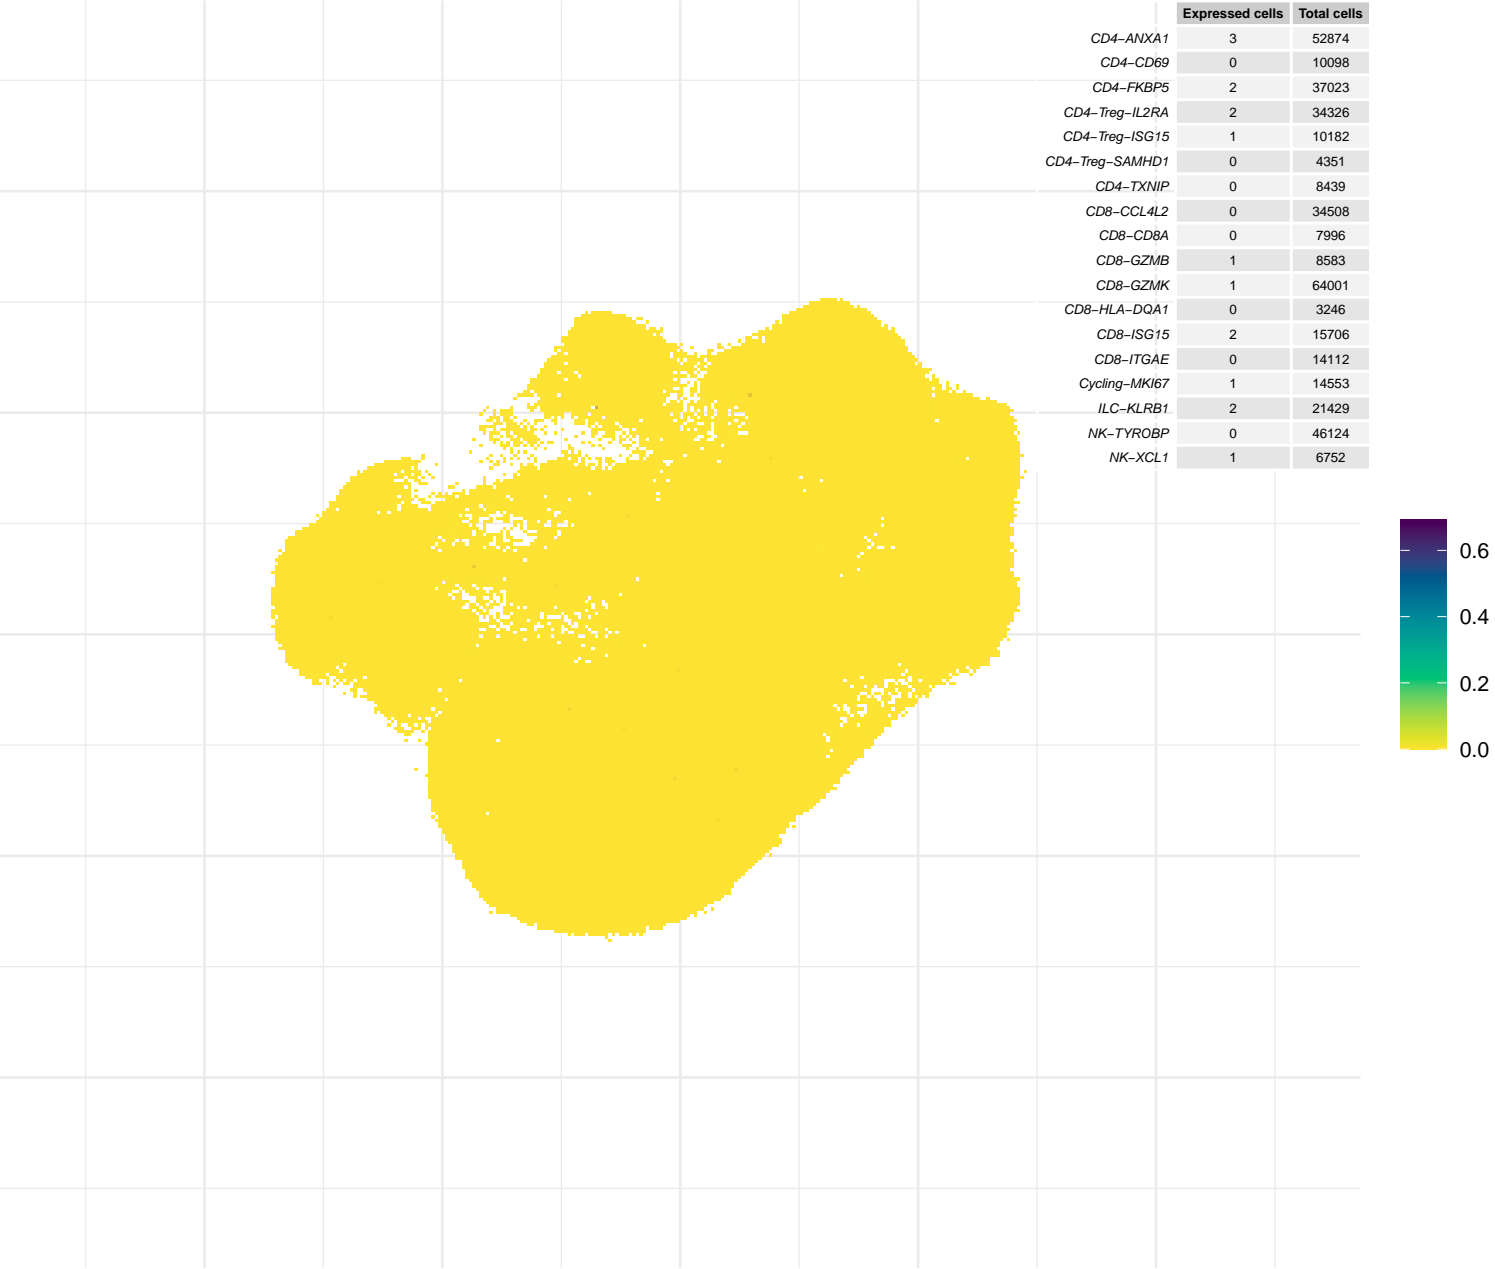 Expressed cells Total cells
CD4−ANXA1 3 52874
CD4−CD69 0 10098
CD4−FKBP5 2 37023
CD4−Treg−IL2RA 2 34326
CD4−Treg−ISG15 1 10182
CD4−Treg−SAMHD1 0 4351
CD4−TXNIP 0 8439
CD8−CCL4L2 0 34508
CD8−CD8A 0 7996
CD8−GZMB 1 8583
CD8−GZMK 1 64001
CD8−HLA−DQA1 0 3246
CD8−ISG15 2 15706
CD8−ITGAE 0 14112
Cycling−MKI67 1 14553
ILC−KLRB1 2 21429
NK−TYROBP 0 46124
NK−XCL1 1 6752
0.6
0.4
0.2
0.0